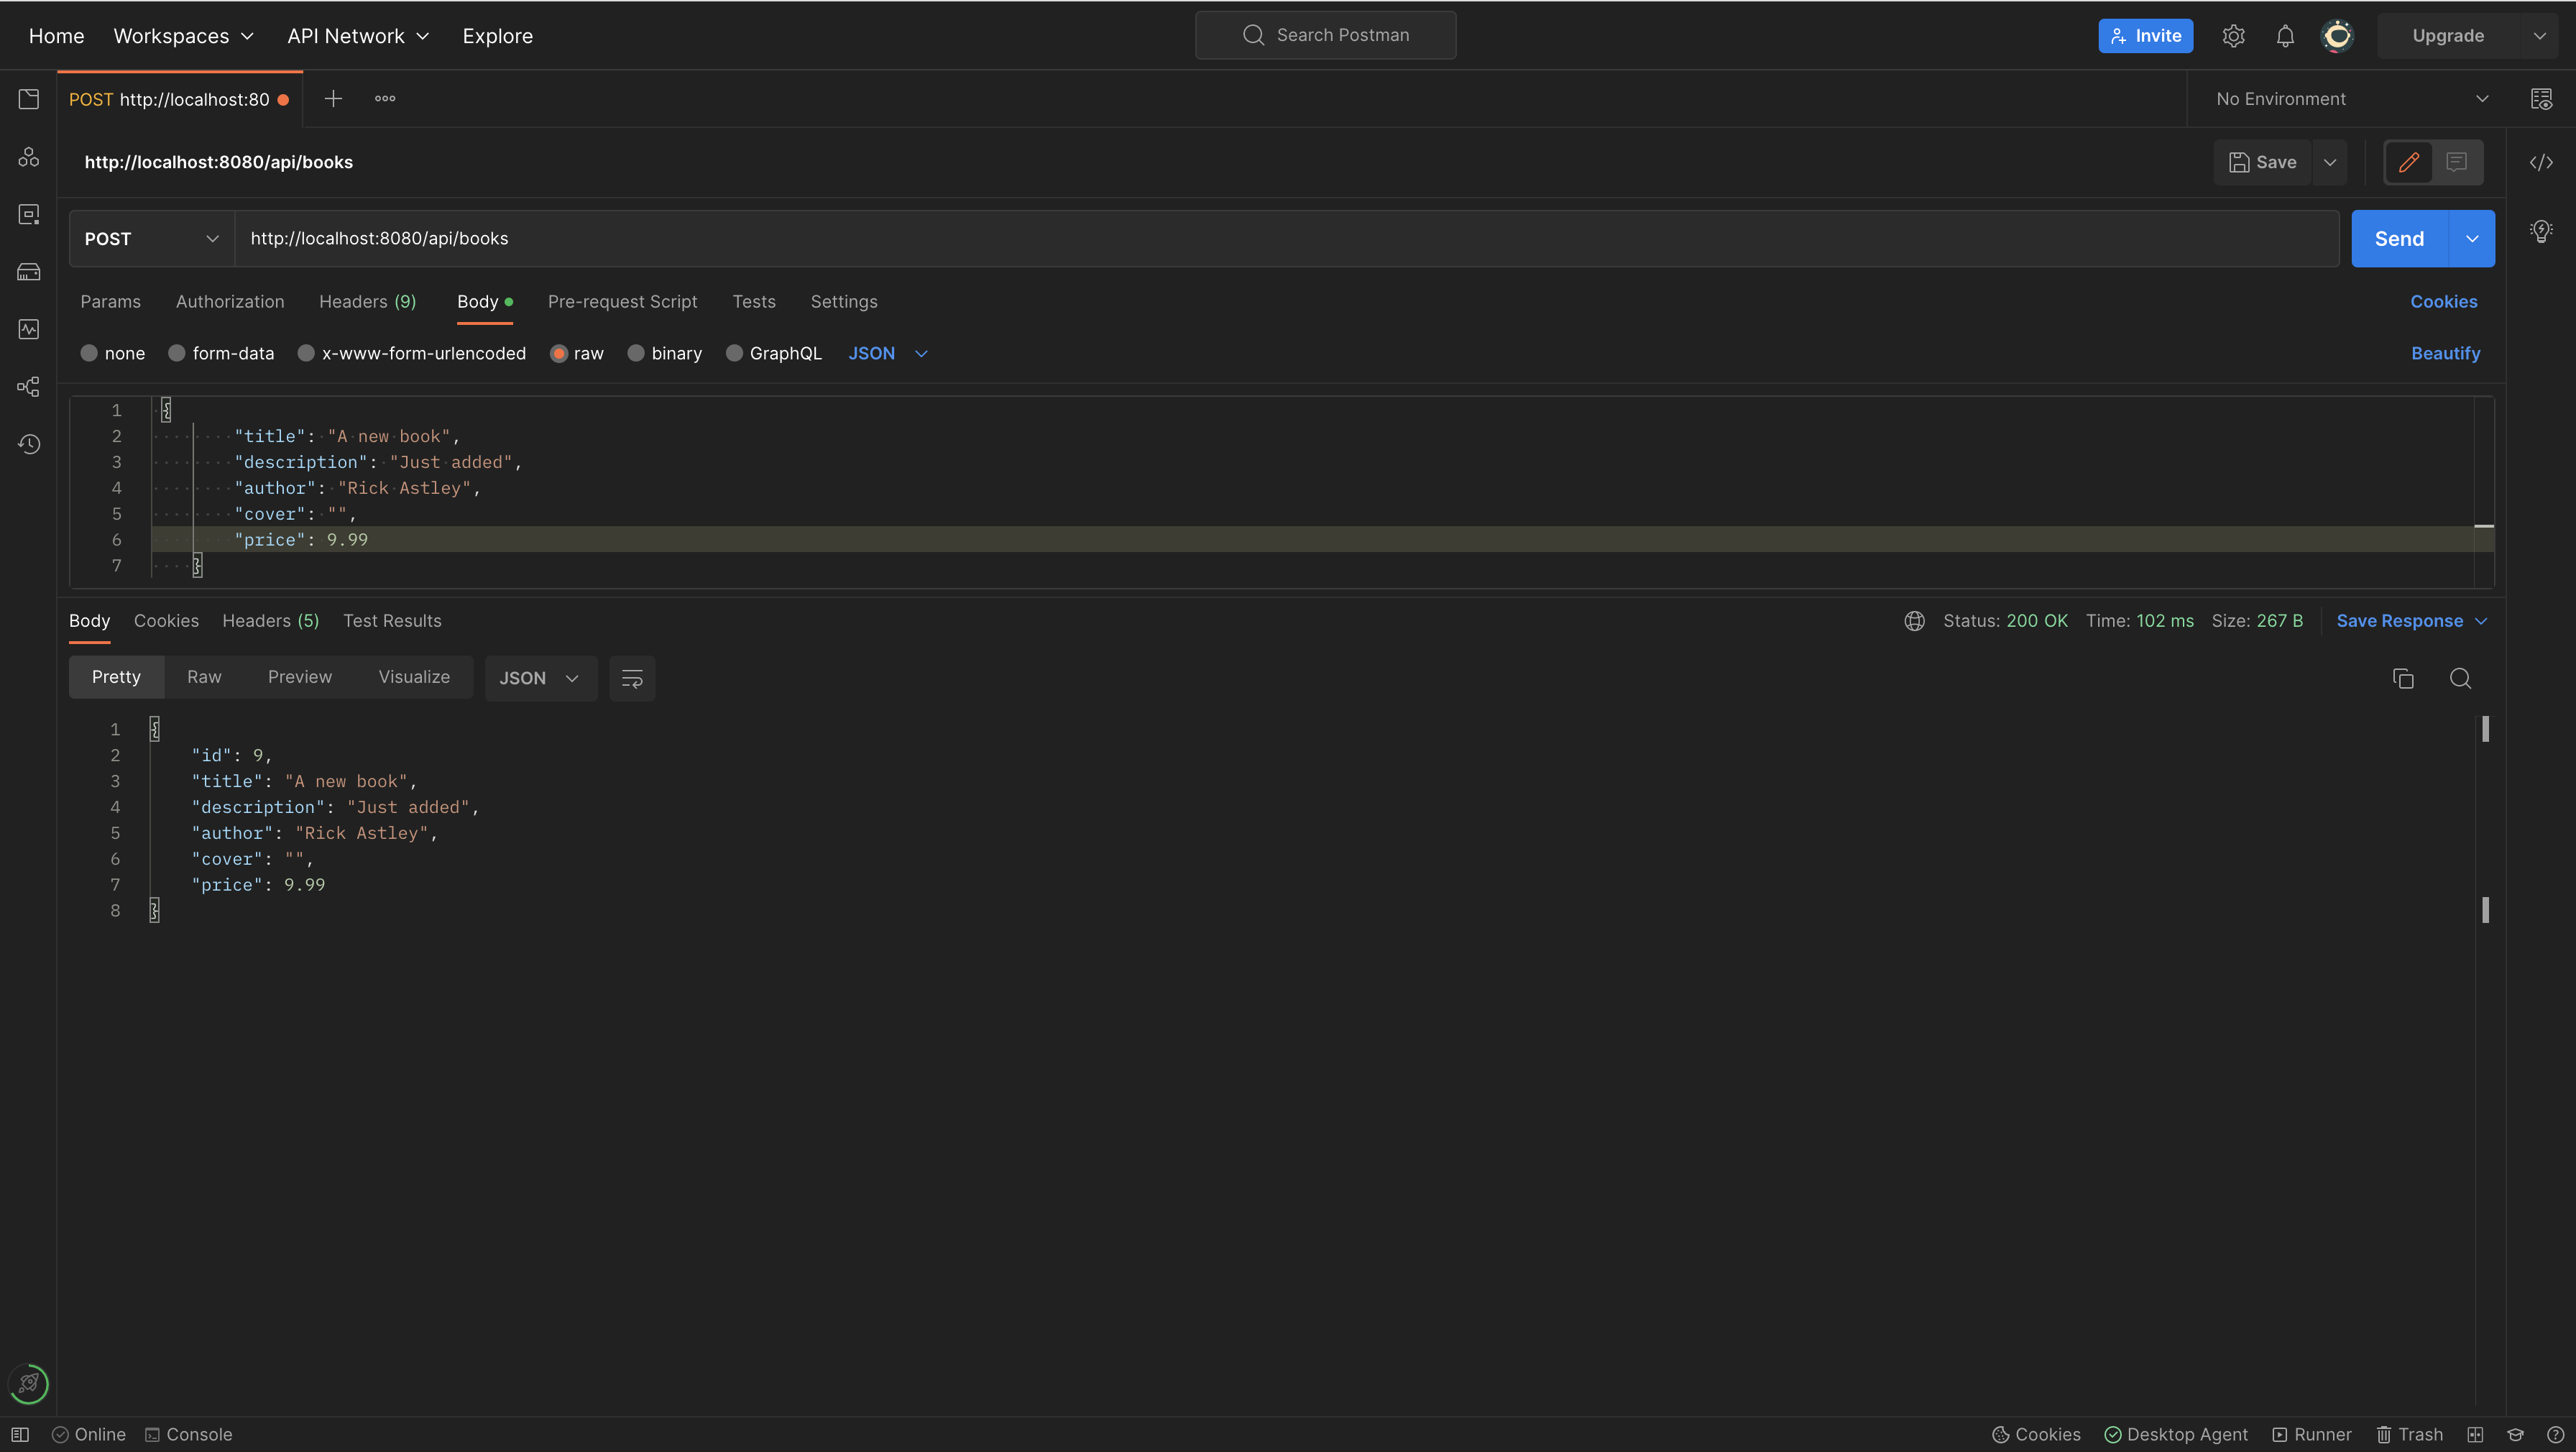 Home Workspaces API Network Explore Search Postman Invite Upgrade
POST http://localhost:80 No Environment
http://localhost:8080/api/books Save
POST http://localhost:8080/api/books Send
Params Authorization Headers (9) Body Pre-request Script Tests Settings Cookies
none form-data x-www-form-urlencoded raw binary GraphQL JSON Beautify
1 {
2 "title": "A new book",
3 "description": "Just added",
4 "author": "Rick Astley",
5 "cover": "",
6 "price": 9.99
7 }
Body Cookies Headers (5) Test Results Status: 200 OK Time: 102 ms Size: 267 B Save Response
Pretty Raw Preview Visualize JSON
1 {
2 "id": 9,
3 "title": "A new book",
4 "description": "Just added",
5 "author": "Rick Astley",
6 "cover": "",
7 "price": 9.99
8 }
Online Console Cookies Desktop Agent Runner Trash